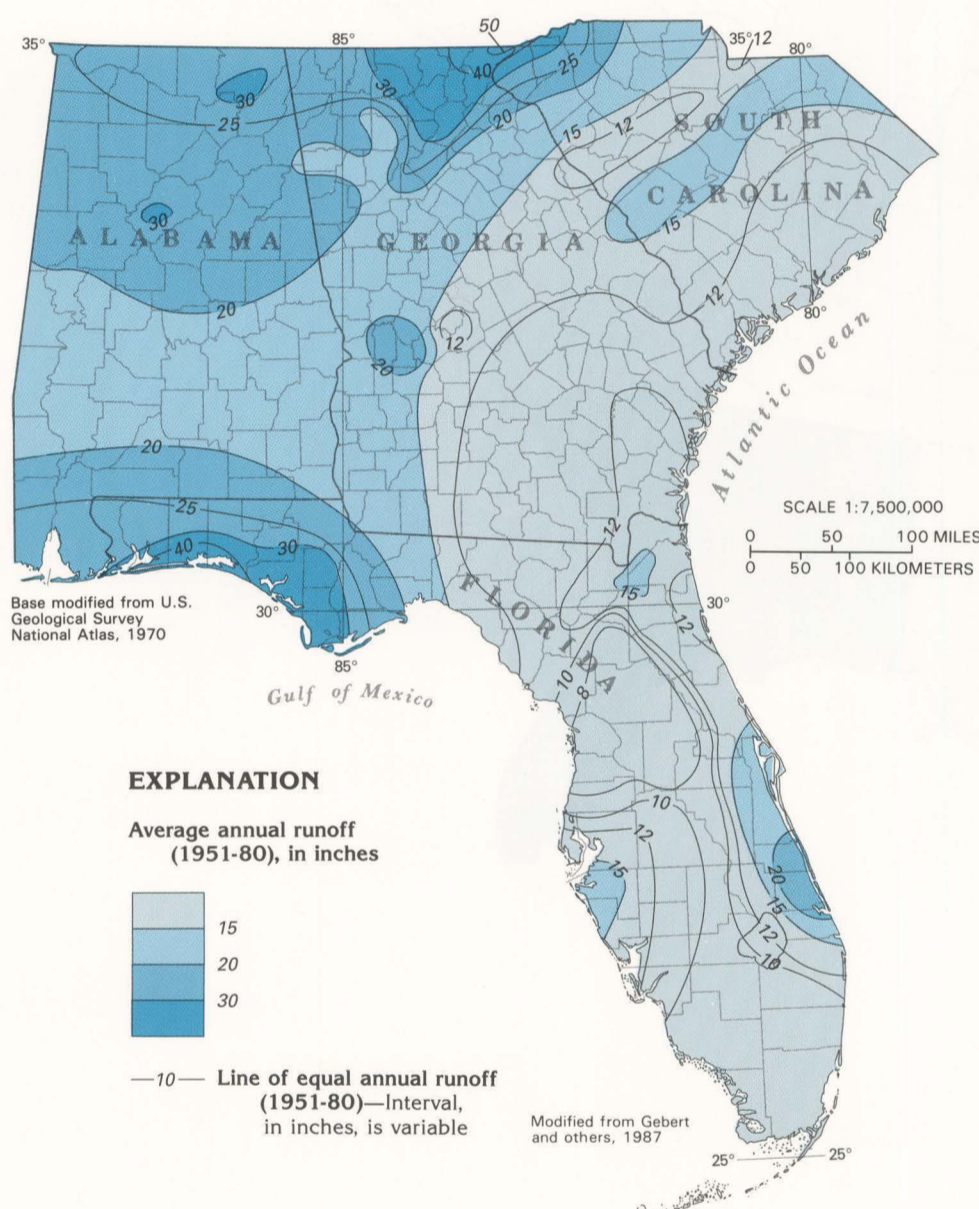 50
35°
85°
35°
12
80°
40
25
30
30
20
25
15
12
SOUTH
CAROLINA
30
15
ALABAMA
GEORGIA
12
20
80°
12
20
Atlantic Ocean
20
SCALE 1:7,500,000
0 50 100 MILES
0 50 100 KILOMETERS
25
12
40
30
15
Base modified from U.S.
Geological Survey
National Atlas, 1970
30°
FLORIDA
30°
12
85°
10
8
Gulf of Mexico
EXPLANATION
Average annual runoff
(1951-80), in inches
15
20
30
10
12
15
20
15
12
10
—10— Line of equal annual runoff
(1951-80)—Interval,
in inches, is variable
Modified from Gebert
and others, 1987
25°
25°